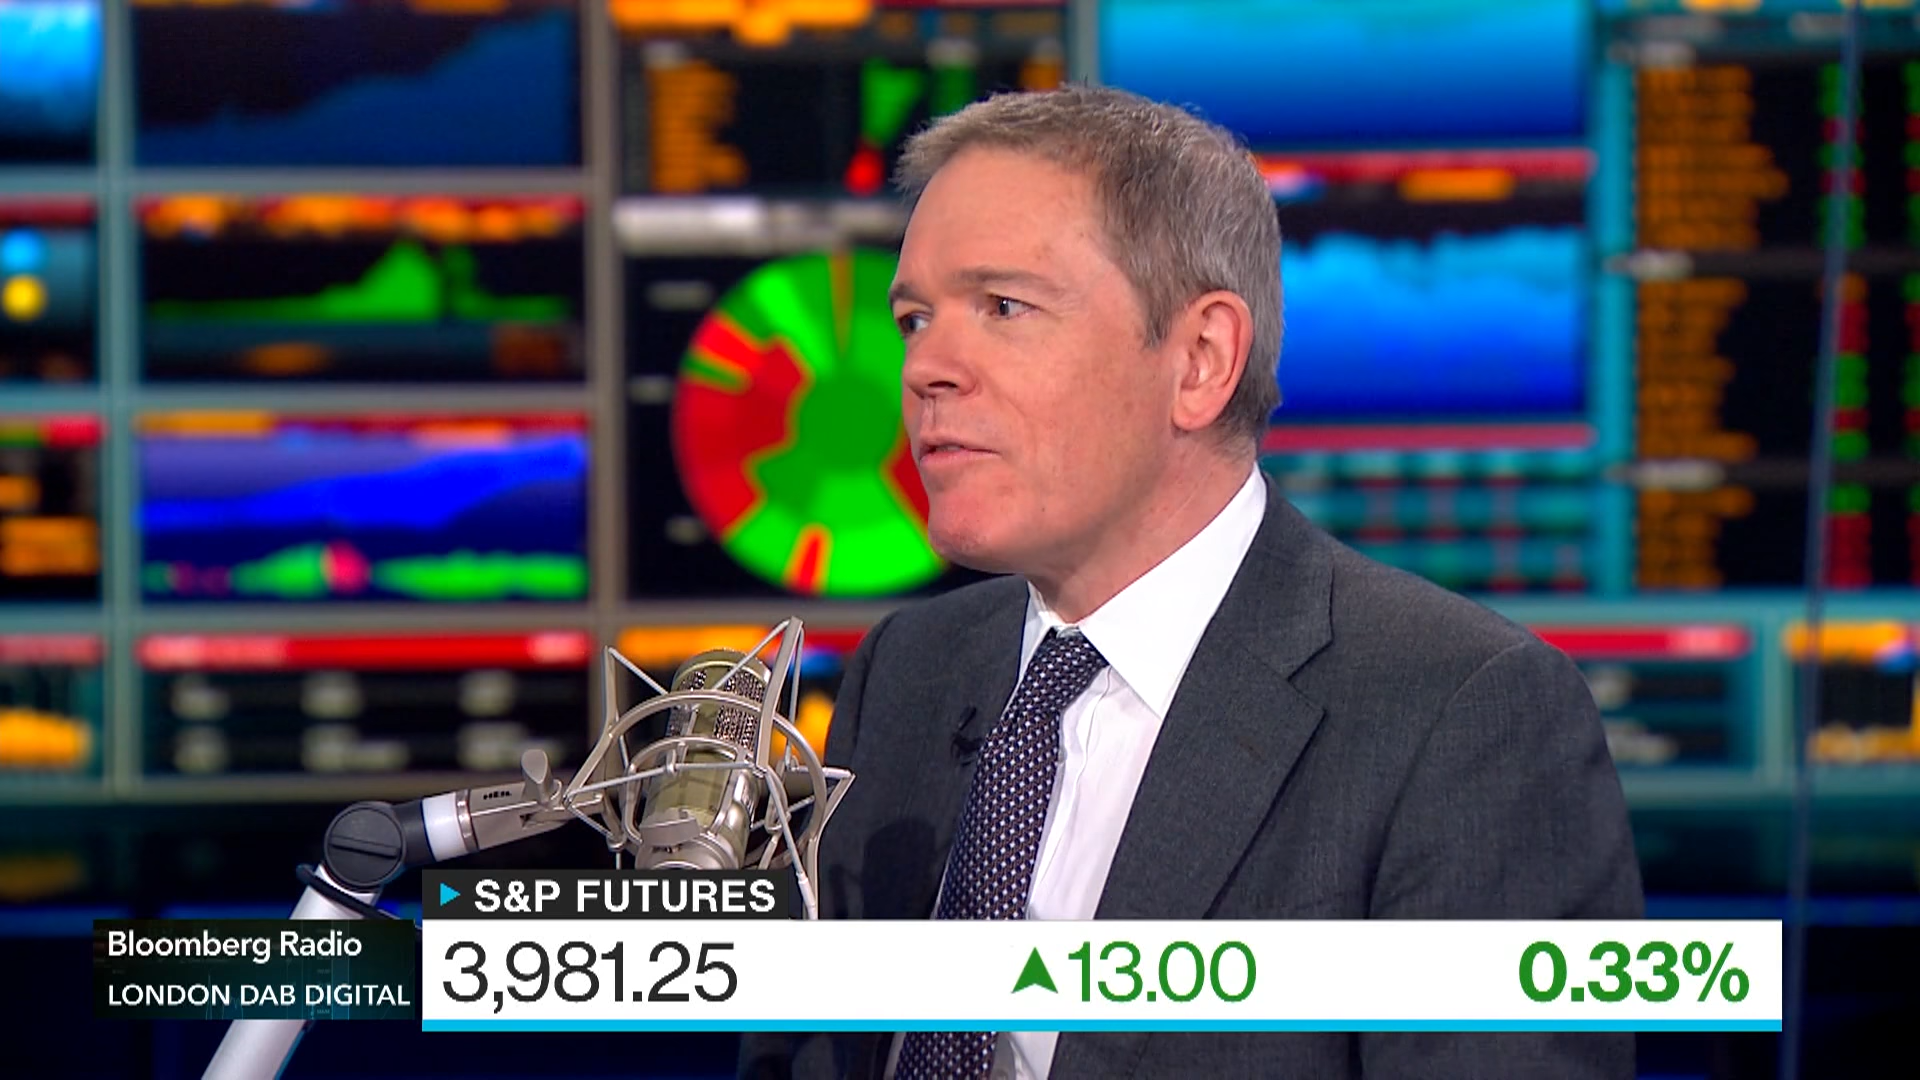 S&P FUTURES
Bloomberg Radio
LONDON DAB DIGITAL
3,981.25 ▲13.00 0.33%